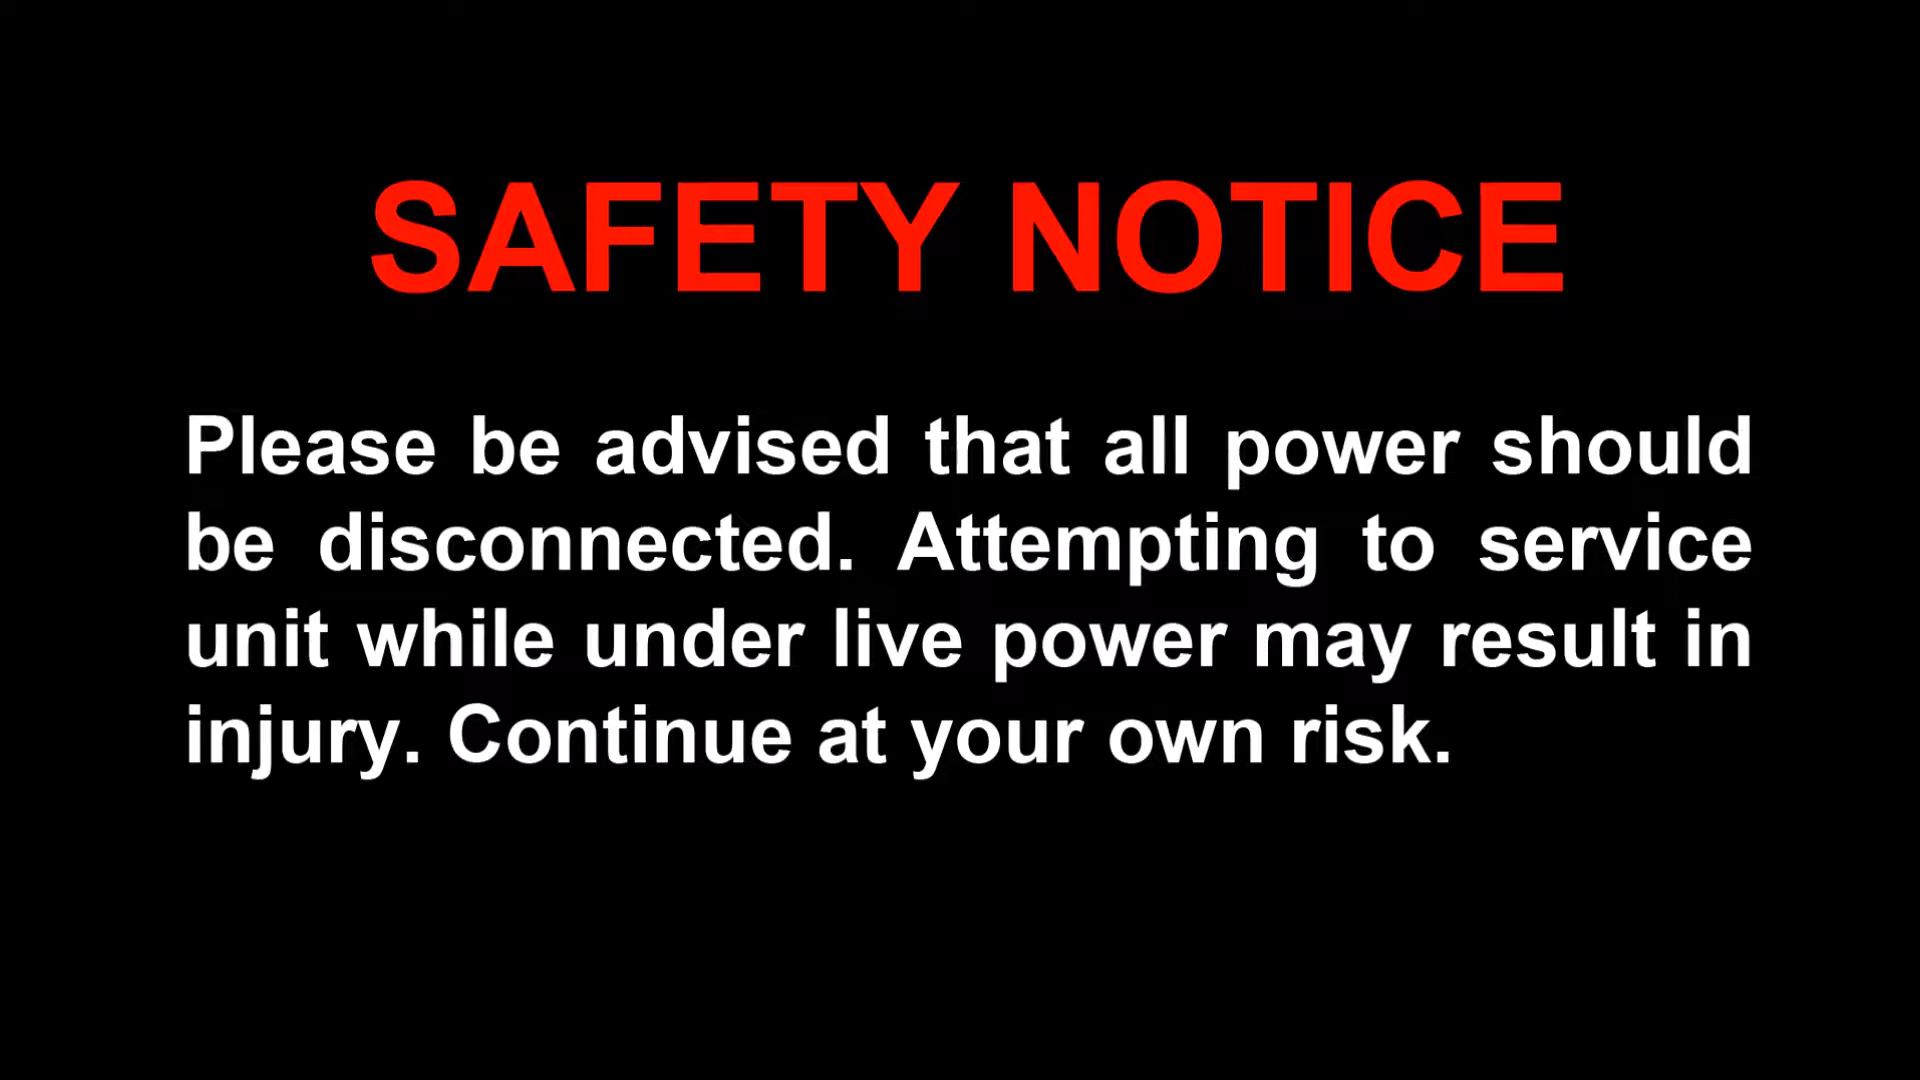 SAFETY NOTICE
Please be advised that all power should
be disconnected. Attempting to service
unit while under live power may result in
injury. Continue at your own risk.